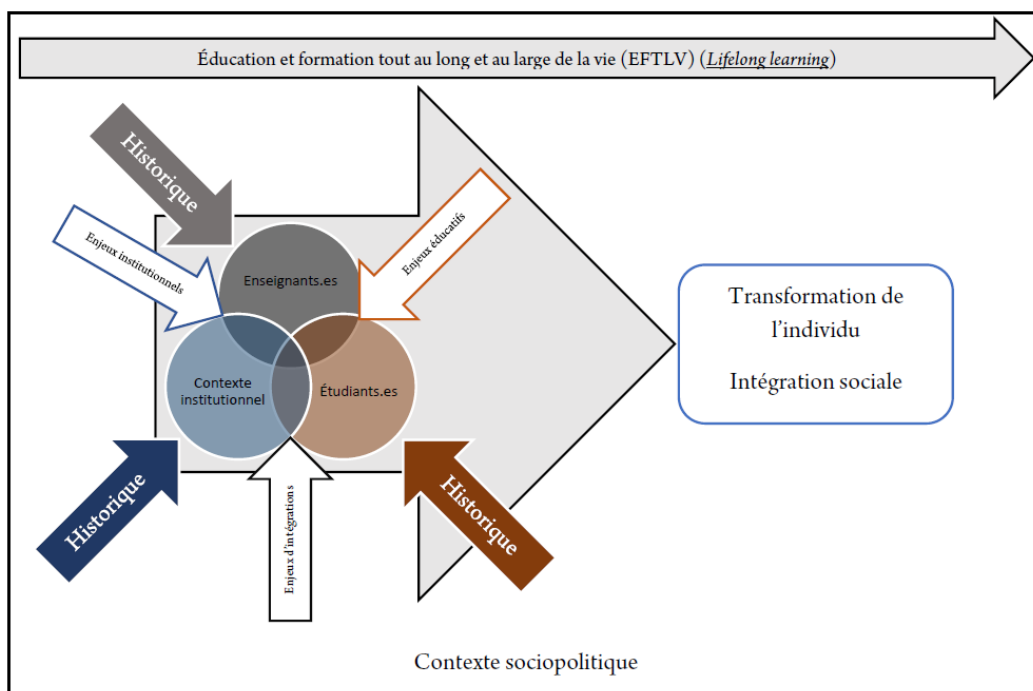 Éducation et formation tout au long et au large de la vie (EFTLV) (Lifelong learning)
Historique
Enjeux institutionnels
Enjeux éducatifs
Enseignants.es
Contexte
institutionnel
Étudiants.es
Historique
Enjeux d'intégrations
Historique
Transformation de
l'individu
Intégration sociale
Contexte sociopolitique